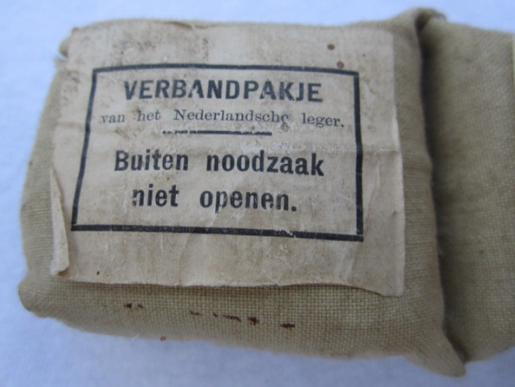 VERBANDPAKJE
van het Nederlandsche leger.
Buiten noodzaak
niet openen.